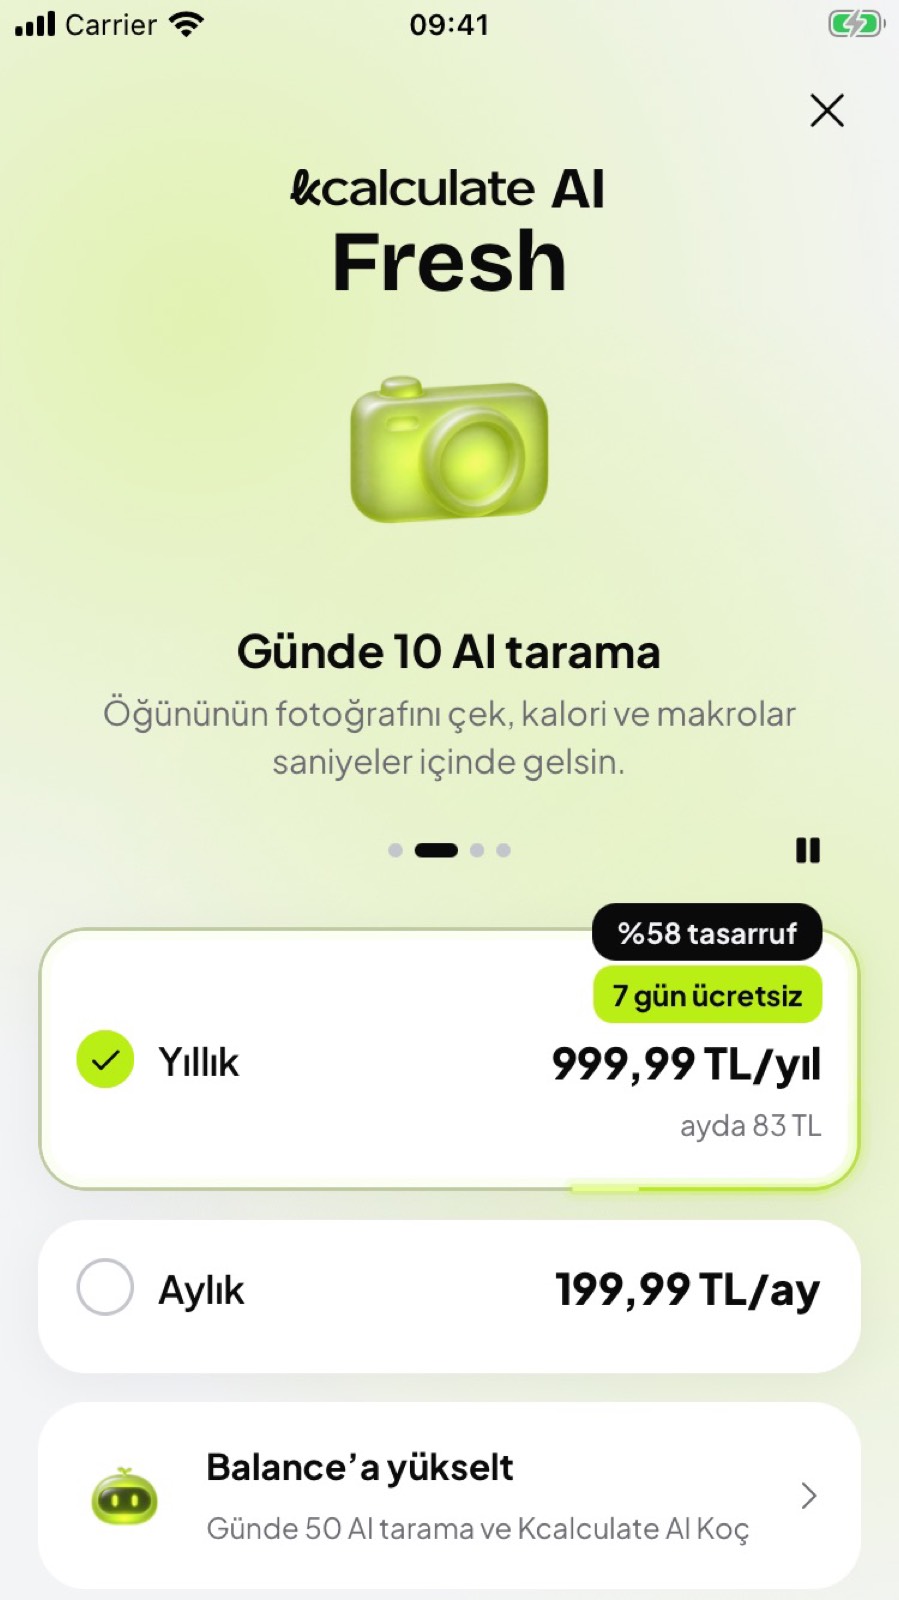 Carrier
09:41
kcalculate AI
Fresh
Günde 10 AI tarama
Öğününün fotoğrafını çek, kalori ve makrolar
saniyeler içinde gelsin.
%58 tasarruf
7 gün ücretsiz
Yıllık
999,99 TL/yıl
ayda 83 TL
Aylık
199,99 TL/ay
Balance’a yükselt
Günde 50 AI tarama ve Kcalculate AI Koç